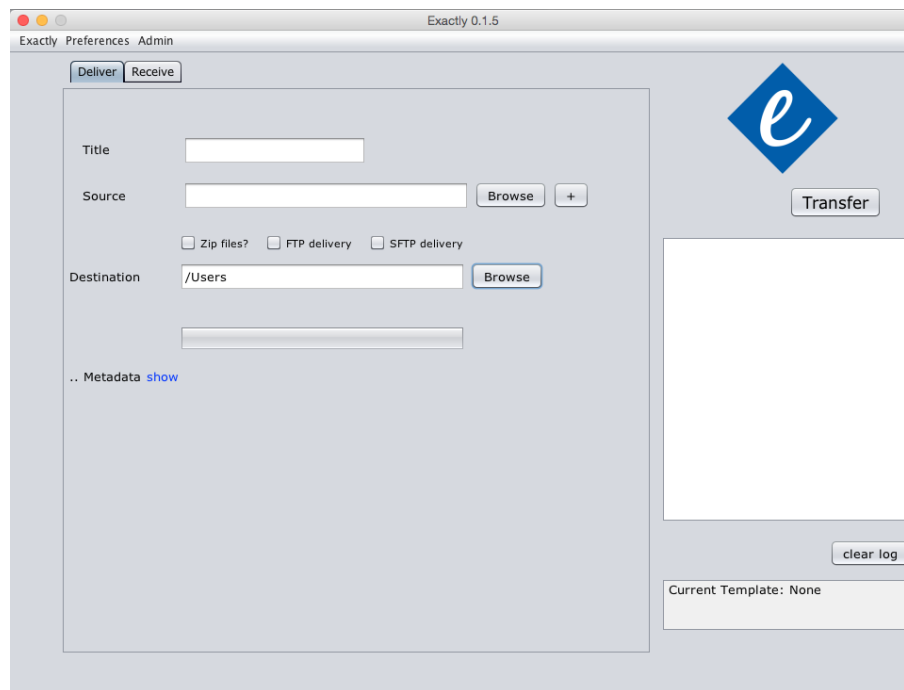 Exactly 0.1.5
Exactly Preferences Admin
Deliver Receive
e
Title
Transfer
Source Browse +
Zip files? FTP delivery SFTP delivery
Destination /Users Browse
.. Metadata show
clear log
Current Template: None